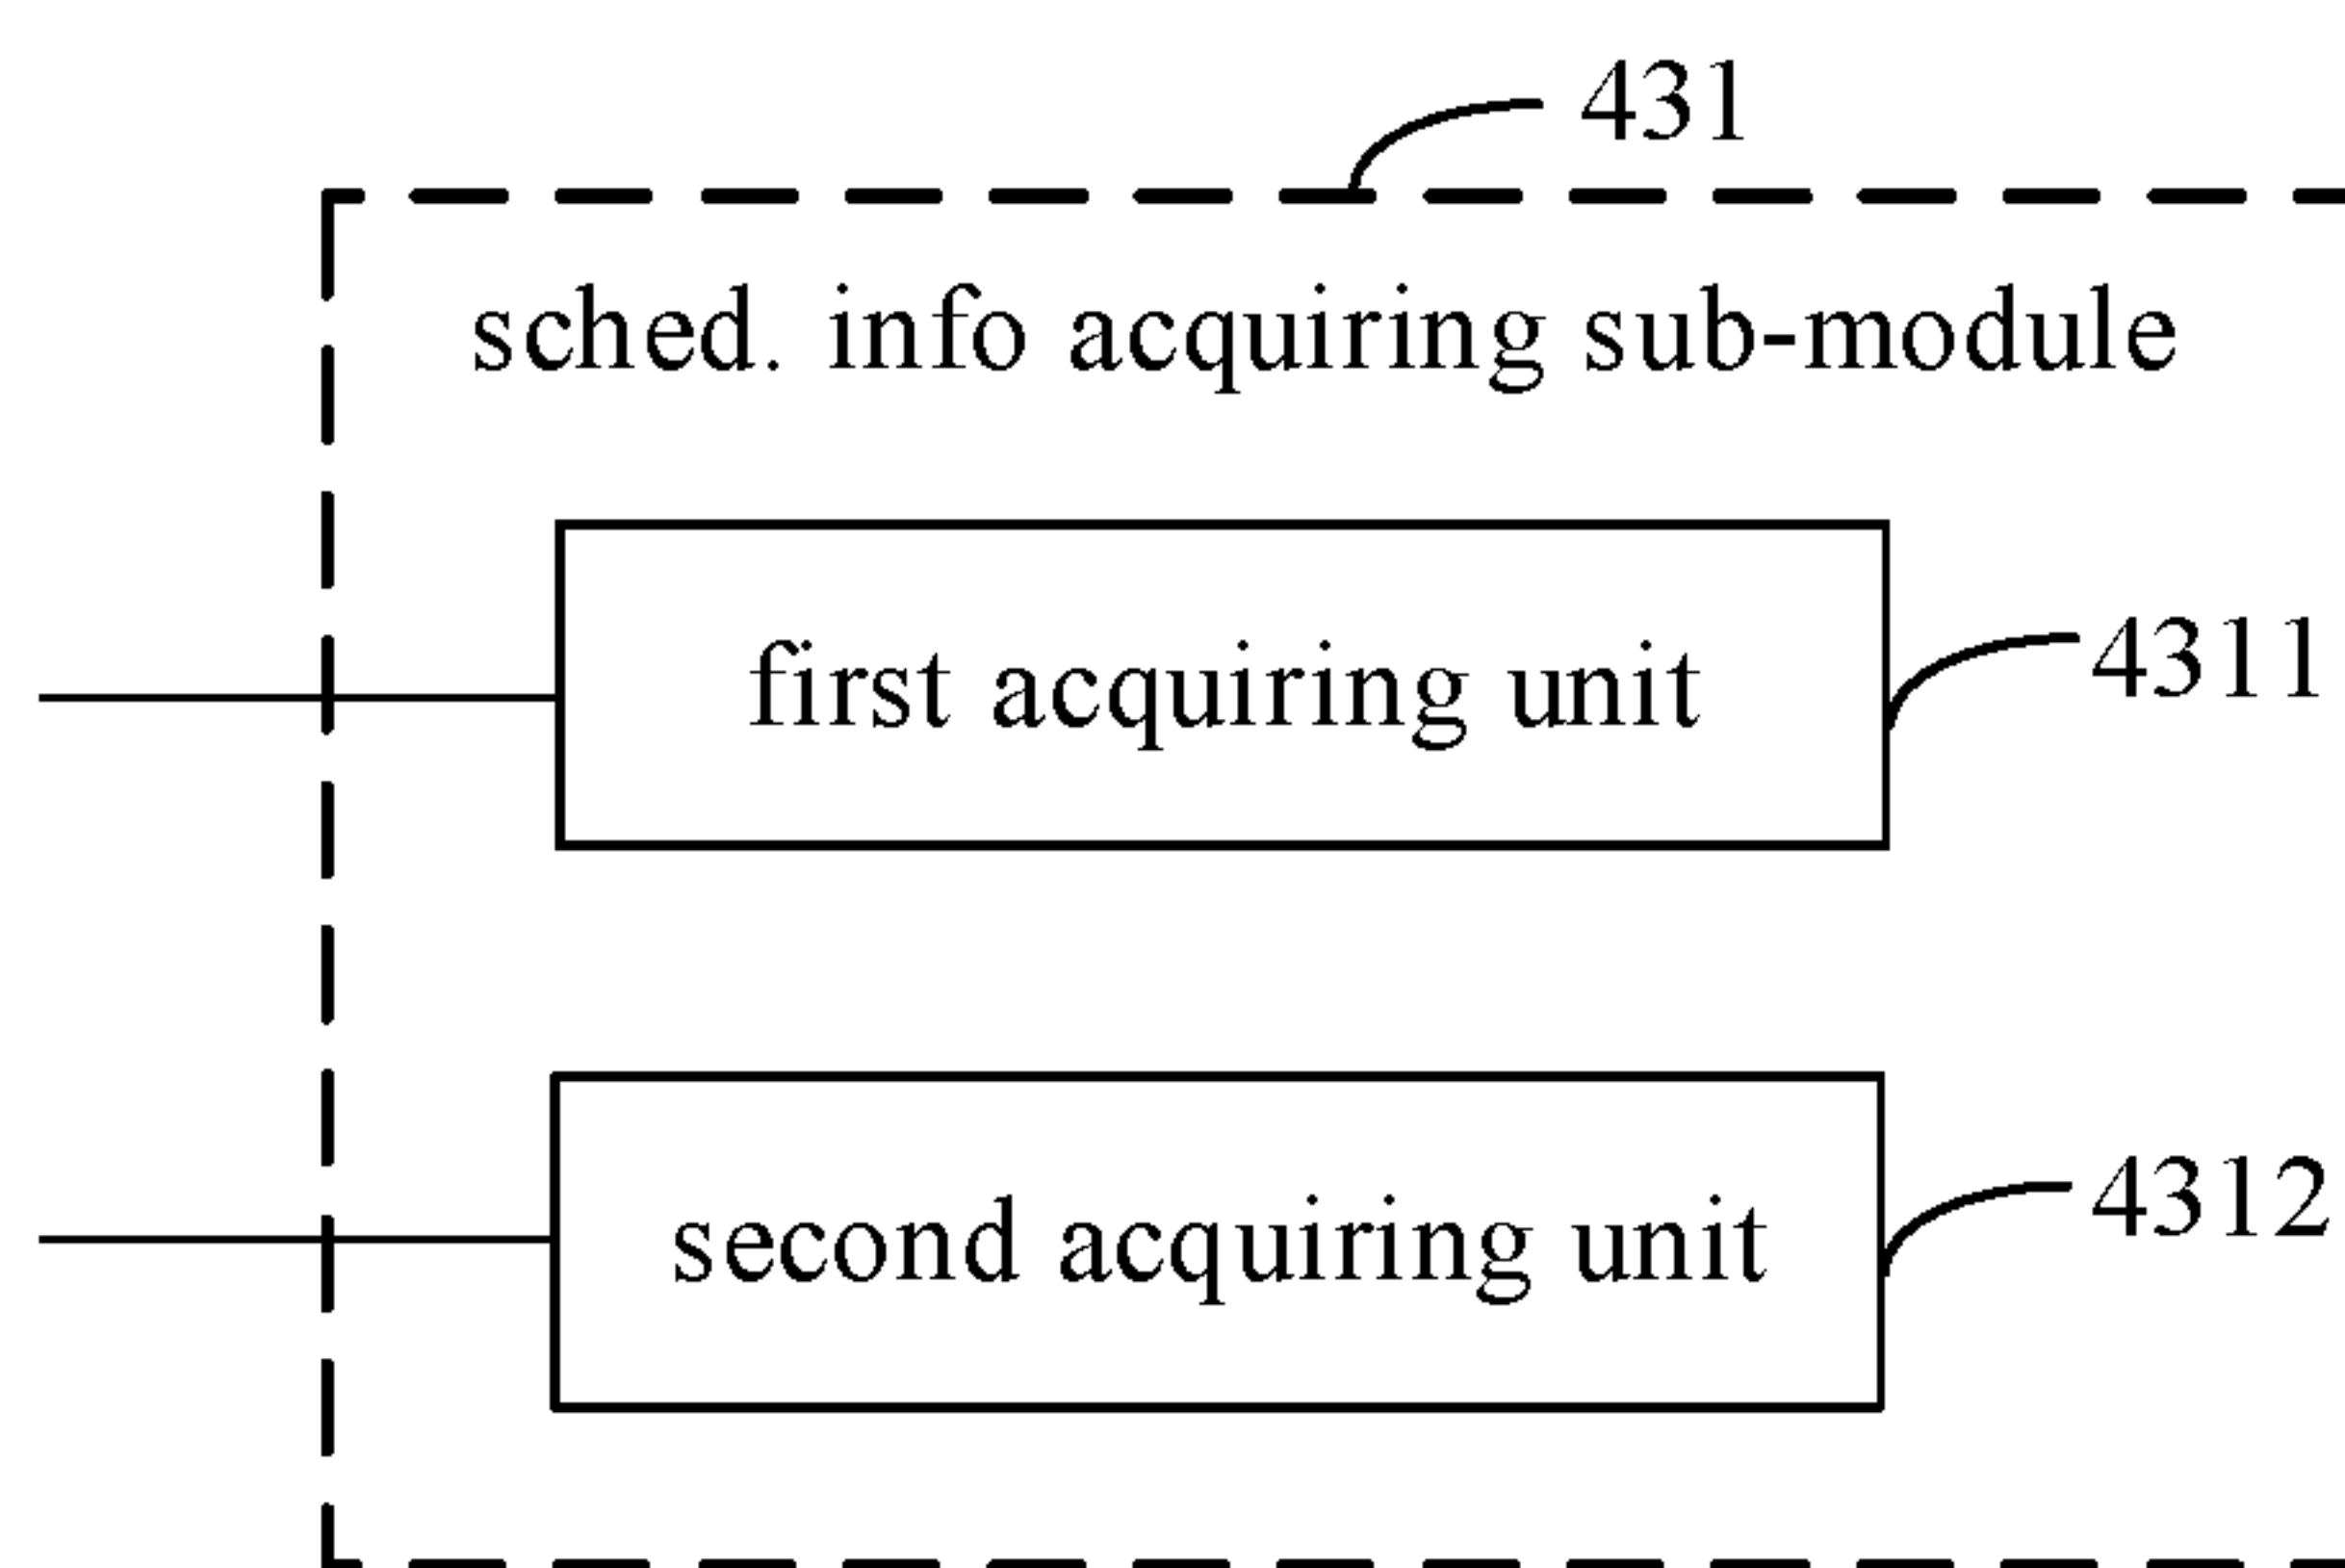 431
sched. info acquiring sub-module
first acquiring unit
4311
second acquiring unit
4312